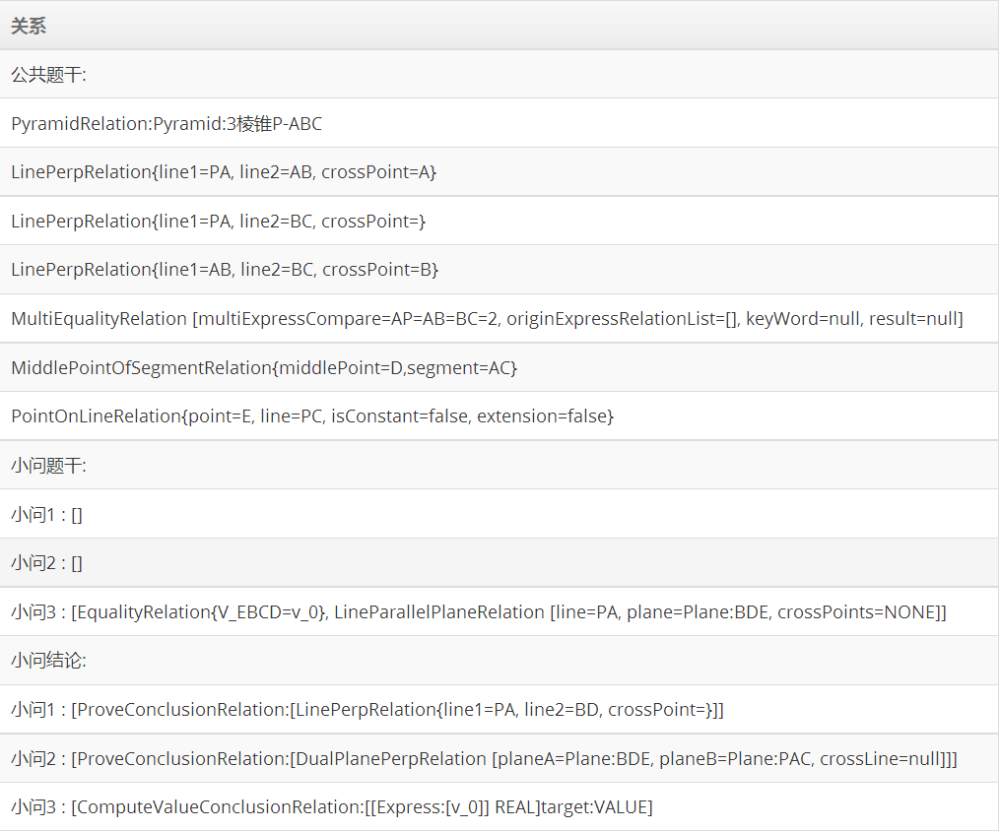 关系
公共题干:
PyramidRelation:Pyramid:3棱锥P-ABC
LinePerpRelation{line1=PA, line2=AB, crossPoint=A}
LinePerpRelation{line1=PA, line2=BC, crossPoint=}
LinePerpRelation{line1=AB, line2=BC, crossPoint=B}
MultiEqualityRelation [multiExpressCompare=AP=AB=BC=2, originExpressRelationList=[], keyWord=null, result=null]
MiddlePointOfSegmentRelation{middlePoint=D,segment=AC}
PointOnLineRelation{point=E, line=PC, isConstant=false, extension=false}
小问题干:
小问1 : []
小问2 : []
小问3 : [EqualityRelation{V_EBCD=v_0}, LineParallelPlaneRelation [line=PA, plane=Plane:BDE, crossPoints=NONE]]
小问结论:
小问1 : [ProveConclusionRelation:[LinePerpRelation{line1=PA, line2=BD, crossPoint=}]]
小问2 : [ProveConclusionRelation:[DualPlanePerpRelation [planeA=Plane:BDE, planeB=Plane:PAC, crossLine=null]]]
小问3 : [ComputeValueConclusionRelation:[[Express:[v_0]] REAL]target:VALUE]